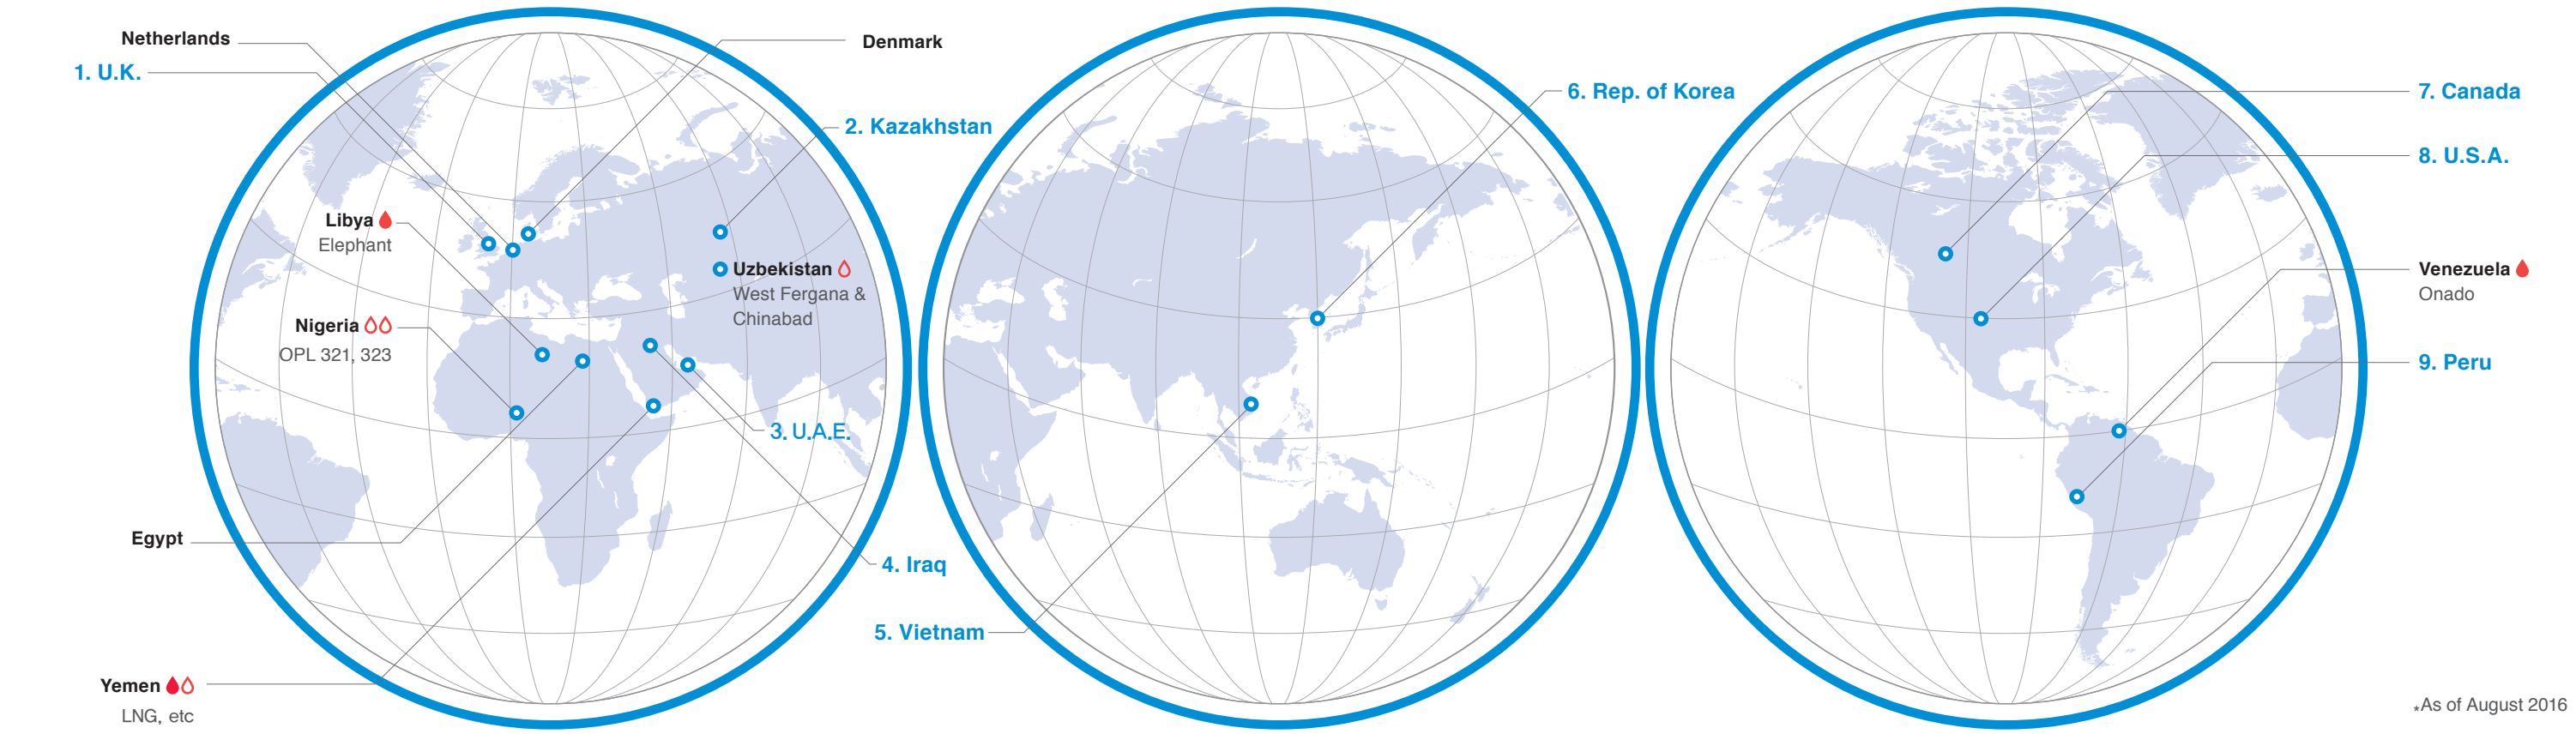 Netherlands
1. U.K.
Denmark
2. Kazakhstan
Libya
Elephant
Uzbekistan
West Fergana &
Chinabad
Nigeria
OPL 321, 323
3. U.A.E.
Egypt
4. Iraq
Yemen
LNG, etc
5. Vietnam
6. Rep. of Korea
7. Canada
8. U.S.A.
Venezuela
Onado
9. Peru
*As of August 2016